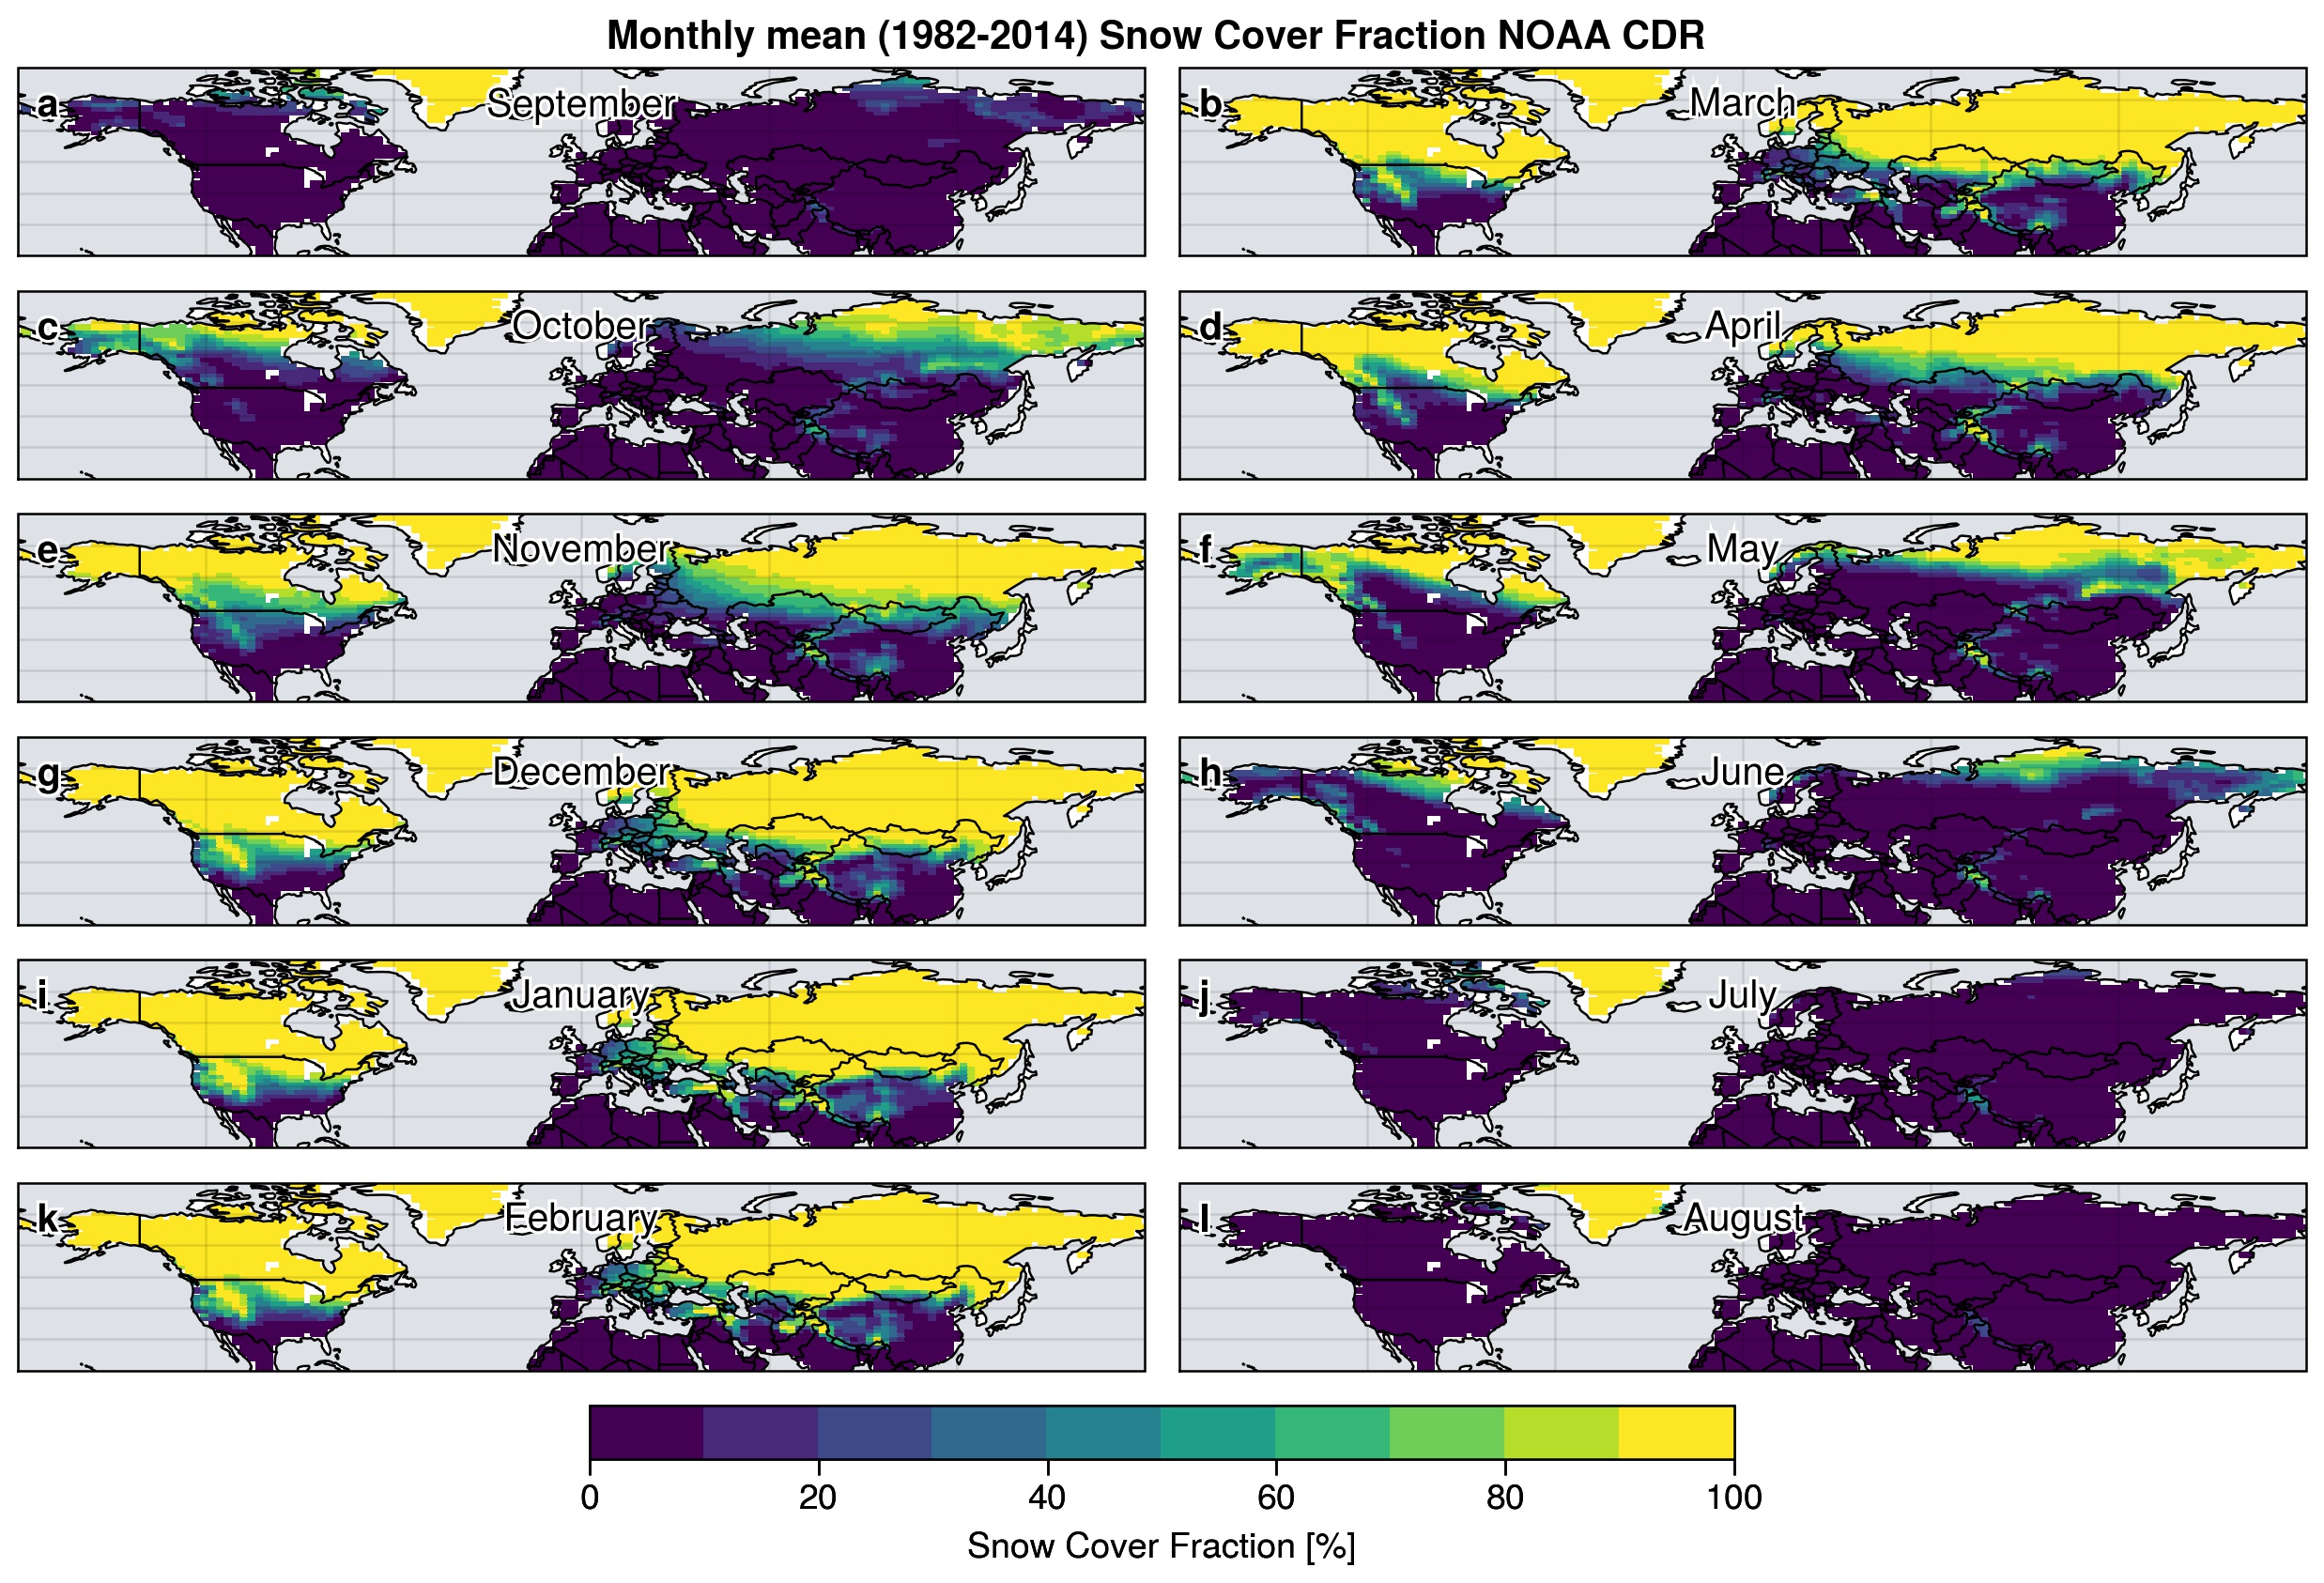 Monthly mean (1982-2014) Snow Cover Fraction NOAA CDR
a September
b March
c October
d April
e November
f May
g December
h June
i January
j July
k February
l August
0 20 40 60 80 100
Snow Cover Fraction [%]